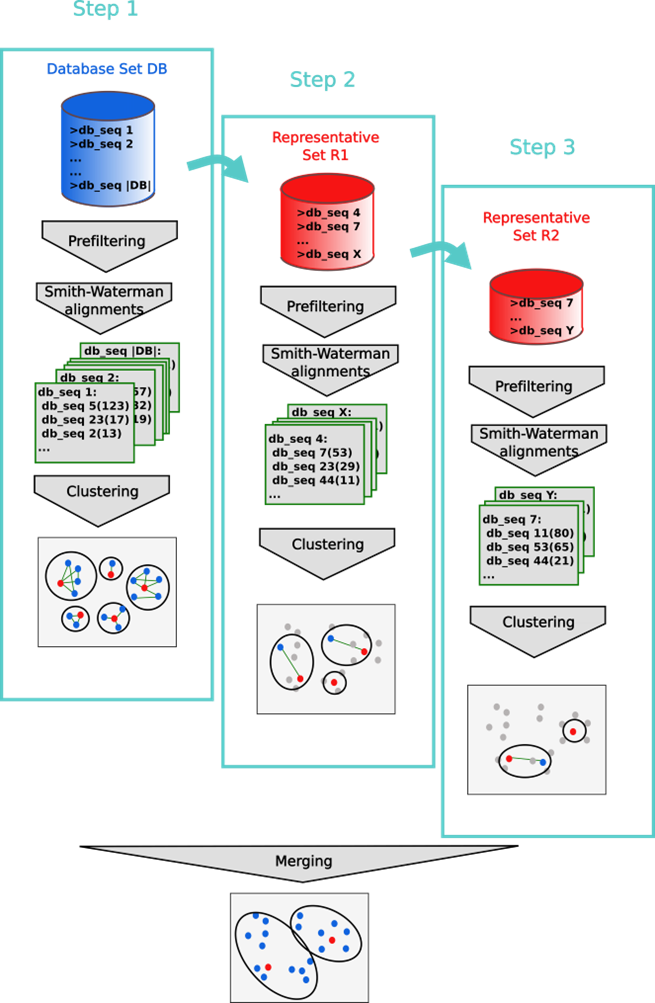 Step 1
Database Set DB
>db_seq 1
>db_seq 2
...
...
>db_seq |DB|
Prefiltering
Smith-Waterman
alignments
db_seq |DB|:
)
db_seq 2:
57)
db_seq 1:
db_seq 5(123)
32)
db_seq 23(17)
19)
db_seq 2(13)
...
Clustering
Step 2
Representative
Set R1
>db_seq 4
>db_seq 7
...
>db_seq X
Prefiltering
Smith-Waterman
alignments
db_seq X:
)
db_seq 4:
db_seq 7(53)
db_seq 23(29)
db_seq 44(11)
...
Clustering
Step 3
Representative
Set R2
>db_seq 7
...
>db_seq Y
Prefiltering
Smith-Waterman
alignments
db_seq Y:
)
db_seq 7:
db_seq 11(80)
db_seq 53(65)
db_seq 44(21)
...
Clustering
Merging